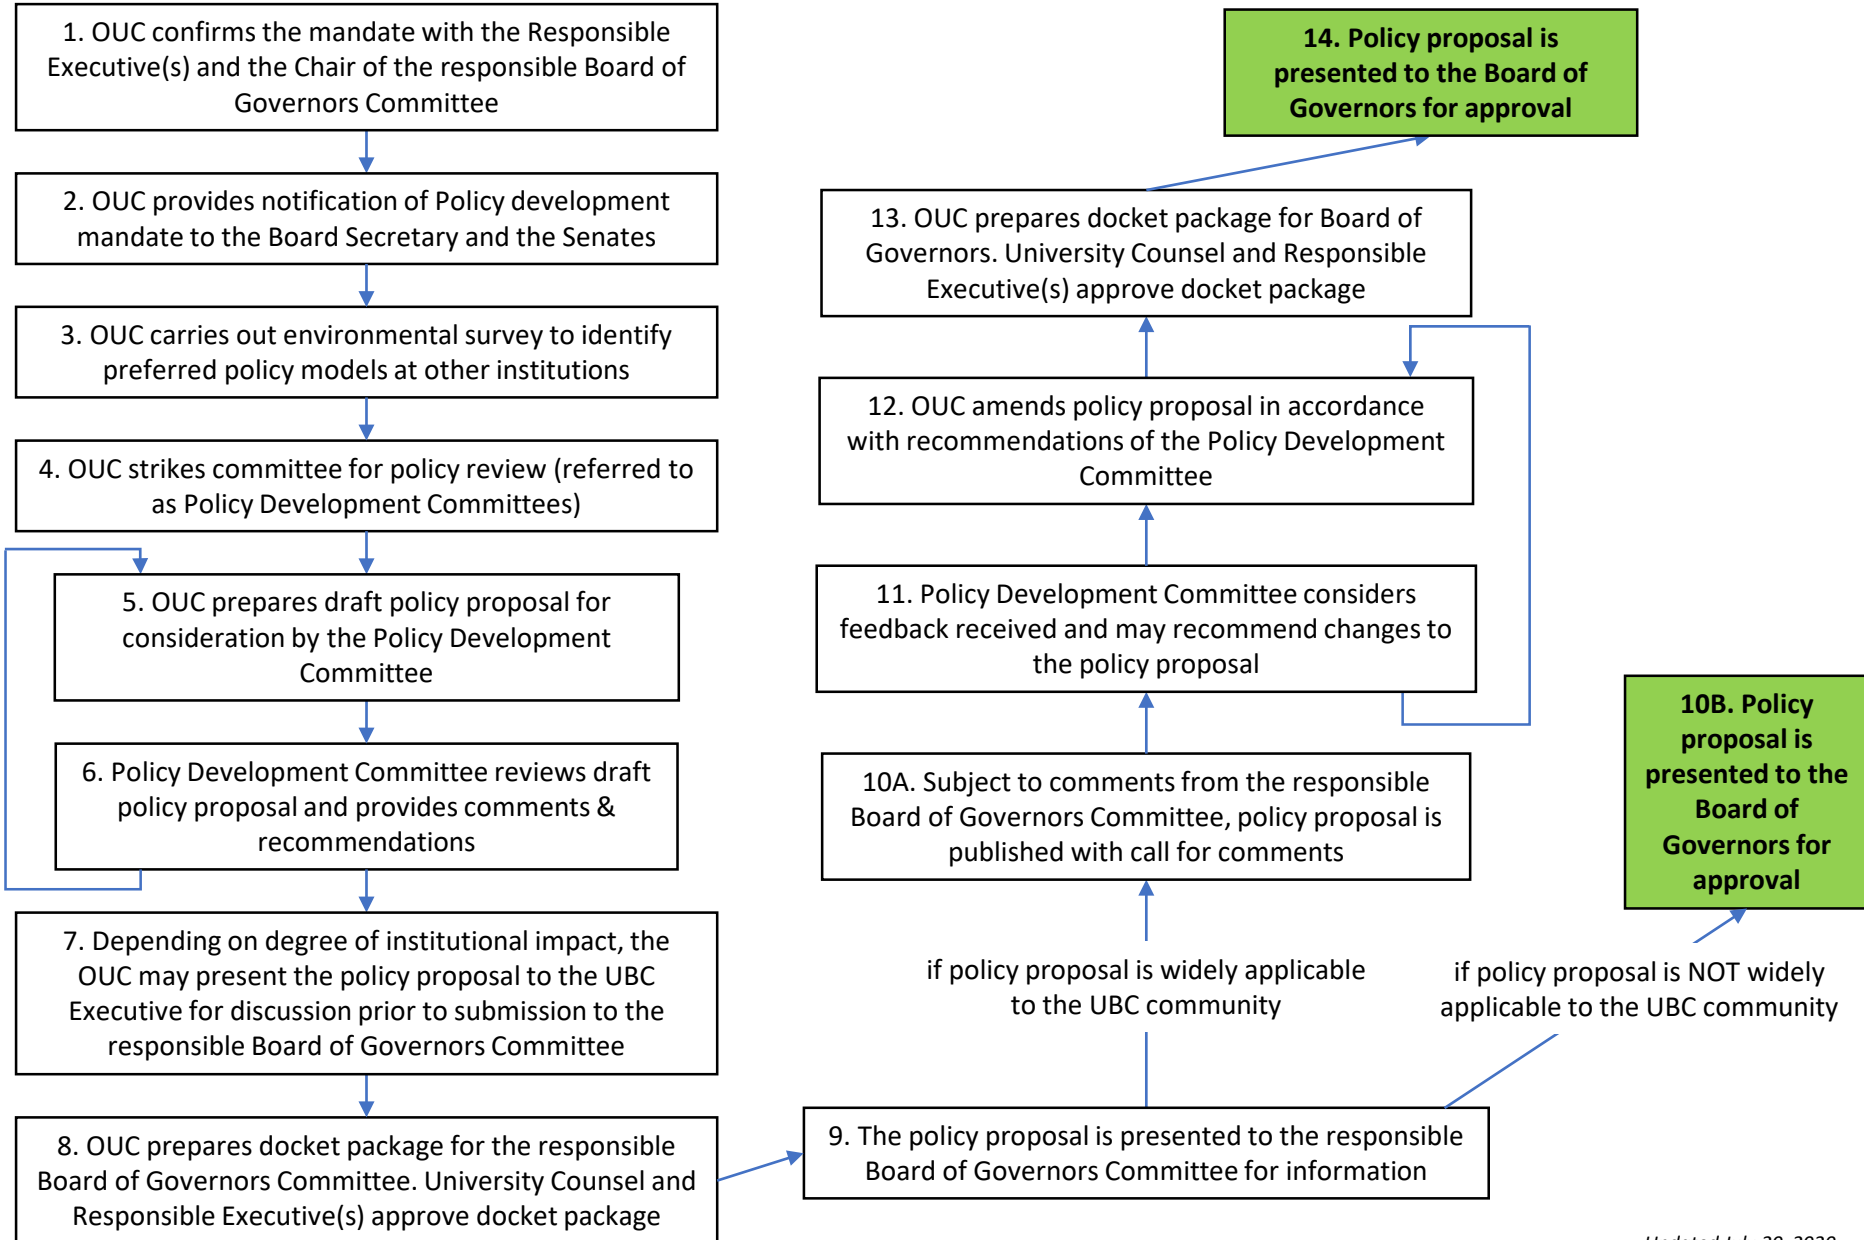 1. OUC confirms the mandate with the Responsible
Executive(s) and the Chair of the responsible Board of
Governors Committee
2. OUC provides notification of Policy development
mandate to the Board Secretary and the Senates
3. OUC carries out environmental survey to identify
preferred policy models at other institutions
4. OUC strikes committee for policy review (referred to
as Policy Development Committees)
5. OUC prepares draft policy proposal for
consideration by the Policy Development
Committee
6. Policy Development Committee reviews draft
policy proposal and provides comments &
recommendations
7. Depending on degree of institutional impact, the
OUC may present the policy proposal to the UBC
Executive for discussion prior to submission to the
responsible Board of Governors Committee
8. OUC prepares docket package for the responsible
Board of Governors Committee. University Counsel and
Responsible Executive(s) approve docket package
9. The policy proposal is presented to the responsible
Board of Governors Committee for information
if policy proposal is widely applicable
to the UBC community
if policy proposal is NOT widely
applicable to the UBC community
10A. Subject to comments from the responsible
Board of Governors Committee, policy proposal is
published with call for comments
10B. Policy
proposal is
presented to the
Board of
Governors for
approval
11. Policy Development Committee considers
feedback received and may recommend changes to
the policy proposal
12. OUC amends policy proposal in accordance
with recommendations of the Policy Development
Committee
13. OUC prepares docket package for Board of
Governors. University Counsel and Responsible
Executive(s) approve docket package
14. Policy proposal is
presented to the Board of
Governors for approval